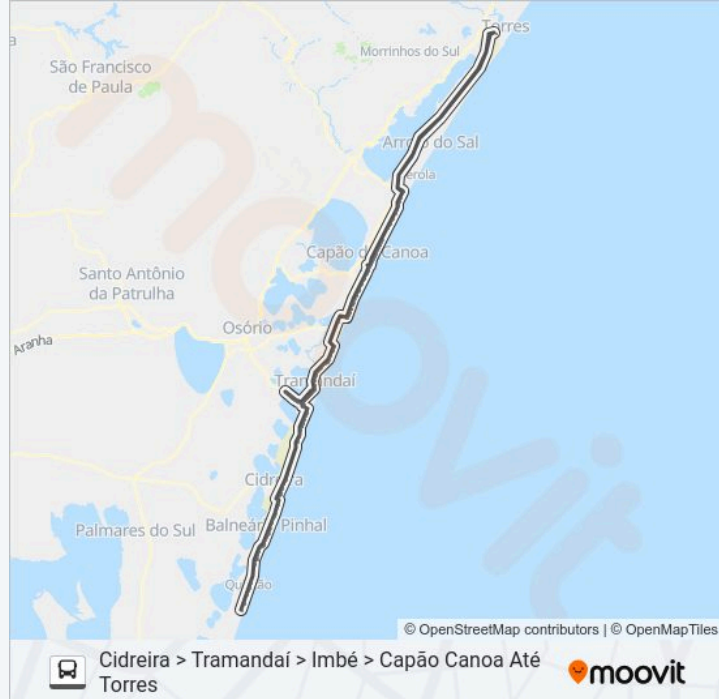 Torres
Morrinhos do Sul
São Francisco
de Paula
Arroio do Sal
Capão da Canoa
Santo Antônio
da Patrulha
Osório
Aranha
Tramandaí
Cidreira
Palmares do Sul
Balneário Pinhal
moovit
© OpenStreetMap contributors | © OpenMapTiles
Cidreira > Tramandaí > Imbé > Capão Canoa Até
Torres
moovit